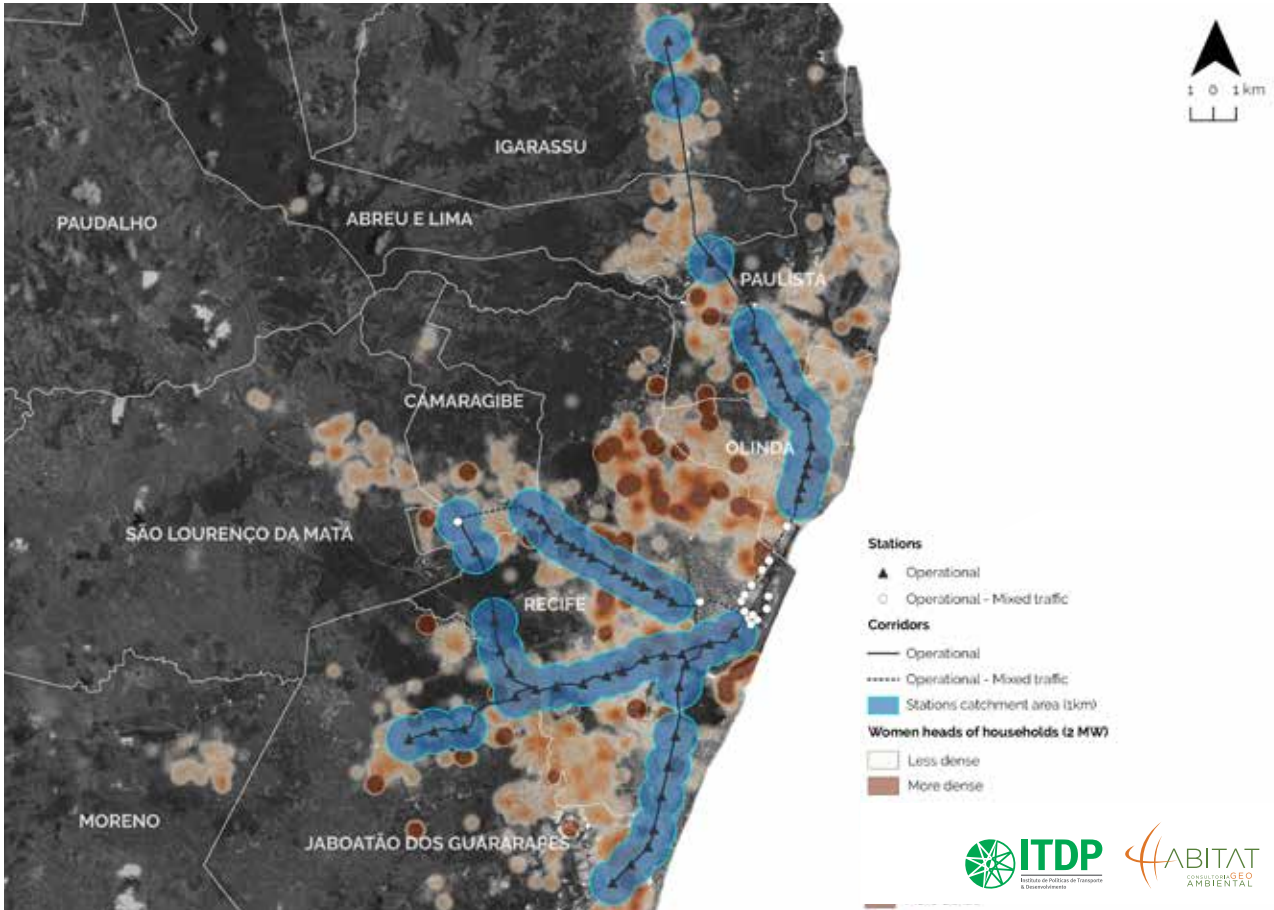 1 0 1 km
IGARASSU
PAUDALHO
ABREU E LIMA
PAULISTA
CAMARAGIBE
OLINDA
SÃO LOURENÇO DA MATA
RECIFE
MORENO
JABOATÃO DOS GUARARAPES
Stations
Operational
Operational - Mixed traffic
Corridors
Operational
Operational - Mixed traffic
Stations catchment area (1km)
Women heads of households (2 MW)
Less dense
More dense
ITDP
Instituto de Políticas de Transporte
& Desenvolvimento
HABITAT
CONSULTORIA GEO
AMBIENTAL